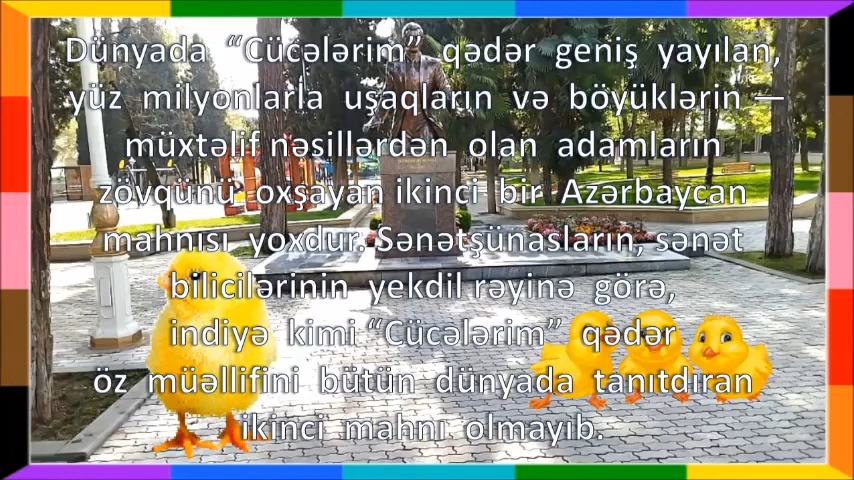 Dünyada “Cücələrim” qədər geniş yayılan,
yüz milyonlarla uşaqların və böyüklərin —
müxtəlif nəsillərdən olan adamların
zövqünü oxşayan ikinci bir Azərbaycan
mahnısı yoxdur. Sənətşünasların, sənət
bilicilərinin yekdil rəyinə görə,
indiyə kimi “Cücələrim” qədər
öz müəllifini bütün dünyada tanıtdıran
ikinci mahnı olmayıb.